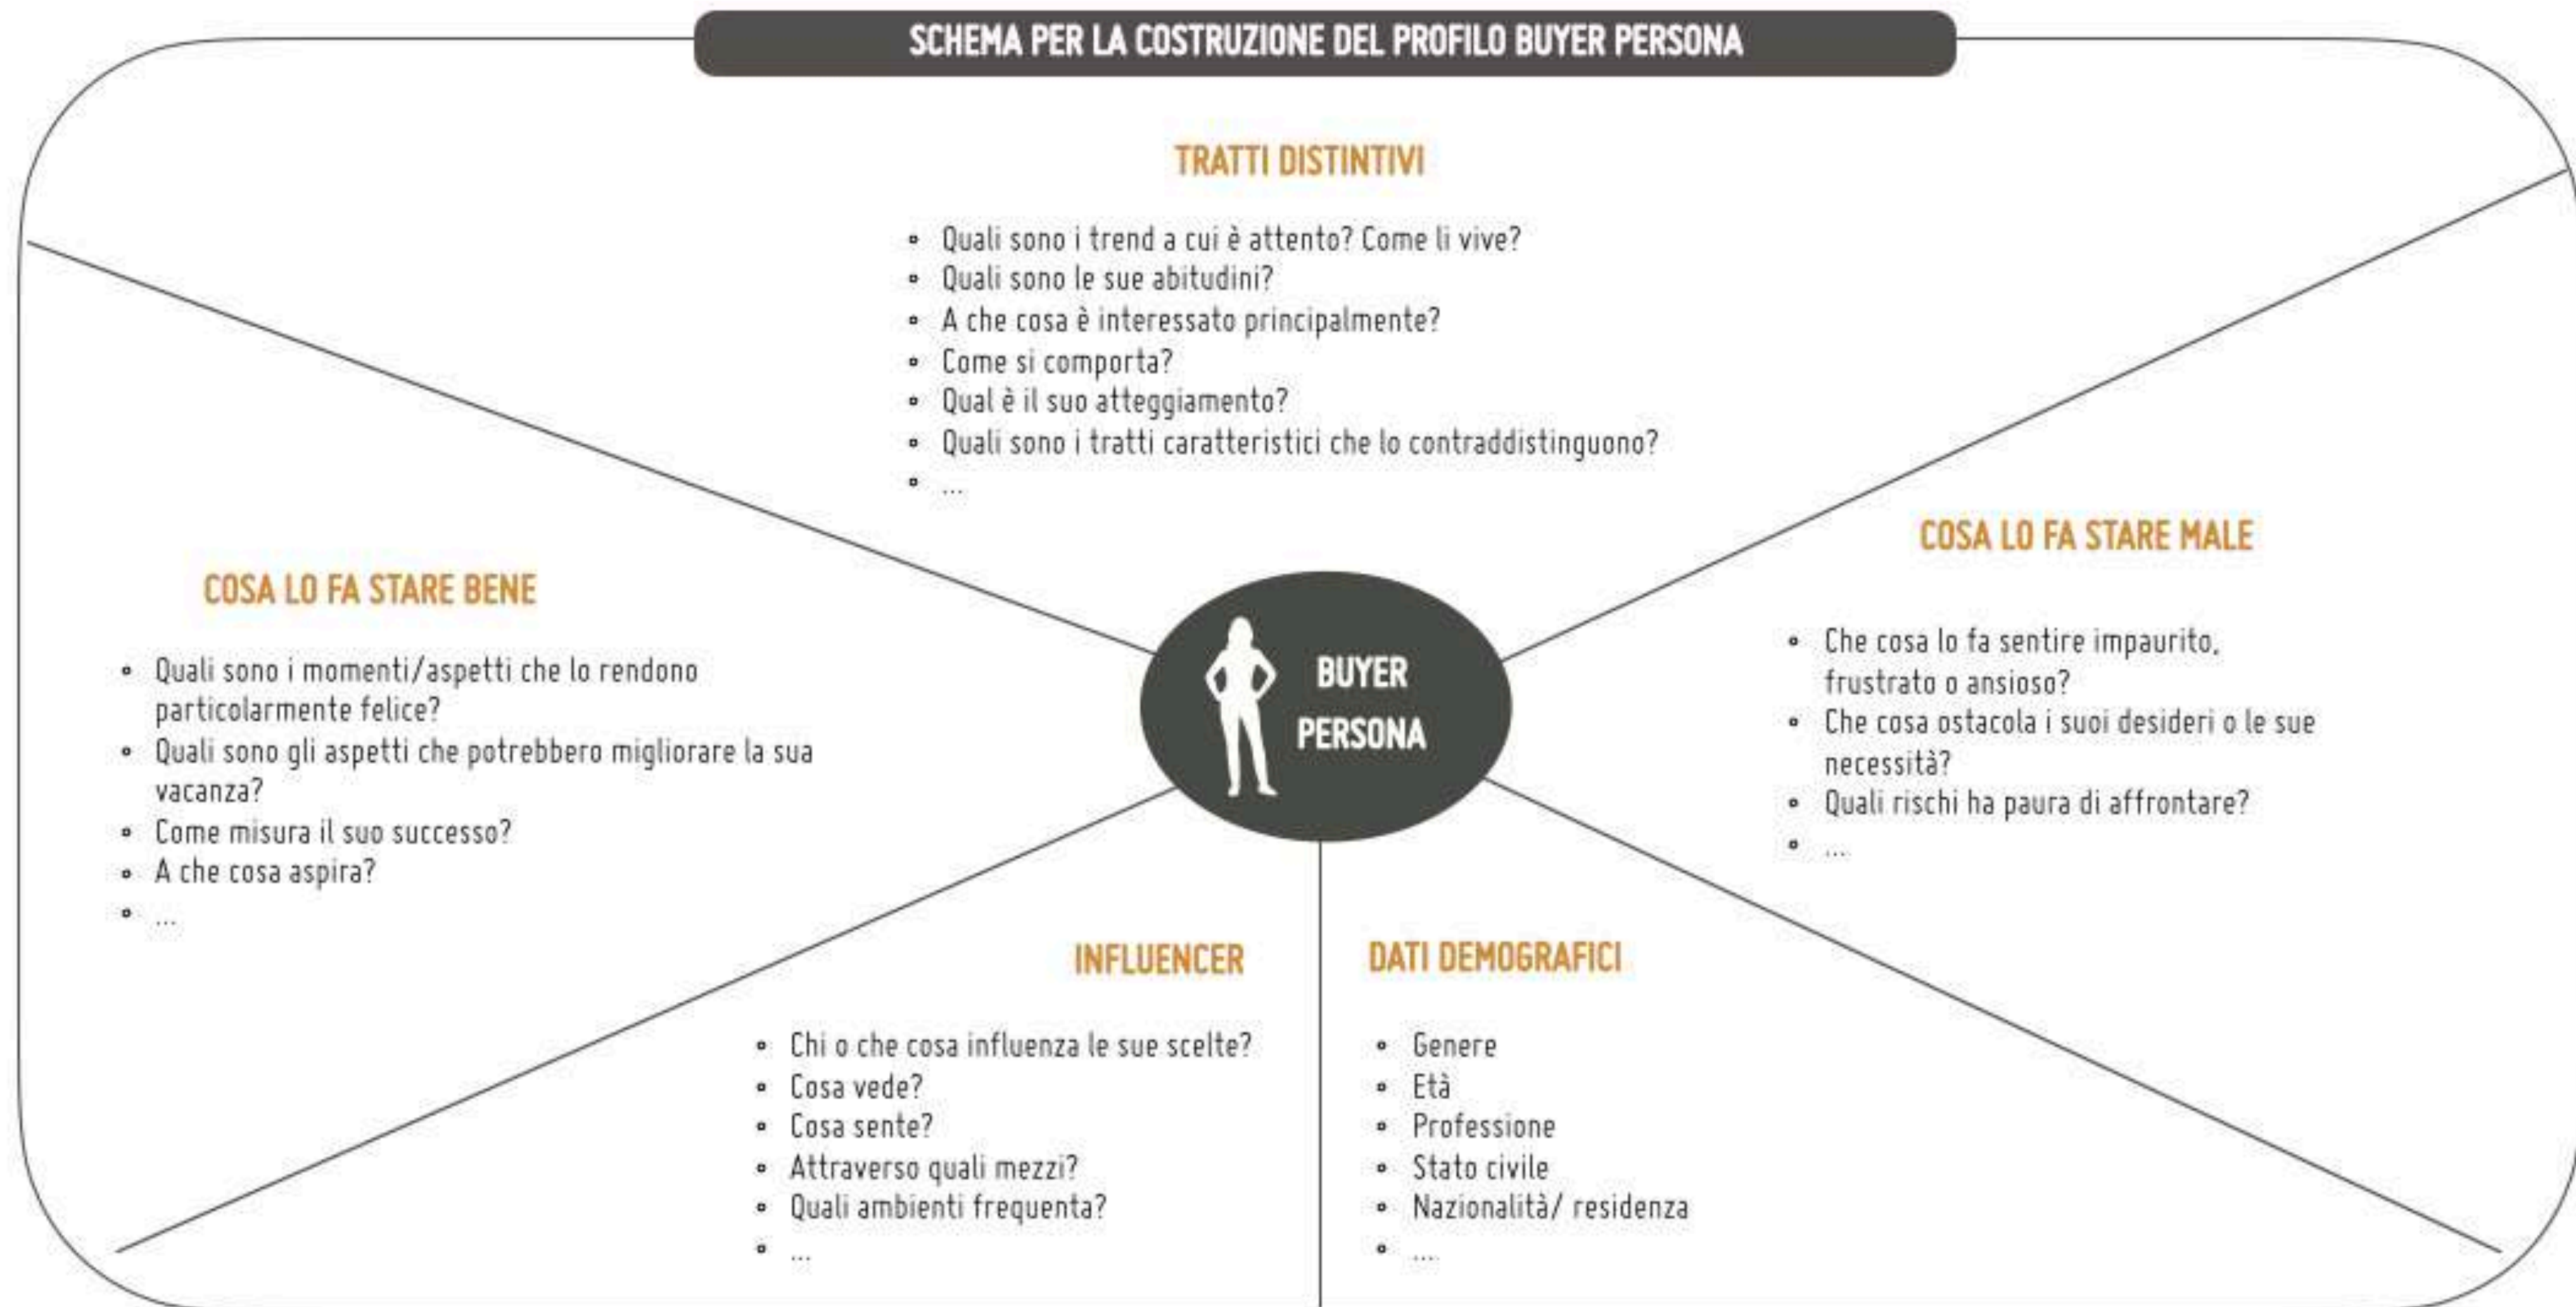 SCHEMA PER LA COSTRUZIONE DEL PROFILO BUYER PERSONA
TRATTI DISTINTIVI
Quali sono i trend a cui è attento? Come li vive?
Quali sono le sue abitudini?
A che cosa è interessato principalmente?
Come si comporta?
Qual è il suo atteggiamento?
Quali sono i tratti caratteristici che lo contraddistinguono?
...
COSA LO FA STARE BENE
Quali sono i momenti/aspetti che lo rendono
particolarmente felice?
Quali sono gli aspetti che potrebbero migliorare la sua
vacanza?
Come misura il suo successo?
A che cosa aspira?
...
BUYER
PERSONA
COSA LO FA STARE MALE
Che cosa lo fa sentire impaurito,
frustrato o ansioso?
Che cosa ostacola i suoi desideri o le sue
necessità?
Quali rischi ha paura di affrontare?
...
INFLUENCER
Chi o che cosa influenza le sue scelte?
Cosa vede?
Cosa sente?
Attraverso quali mezzi?
Quali ambienti frequenta?
...
DATI DEMOGRAFICI
Genere
Età
Professione
Stato civile
Nazionalità/ residenza
....